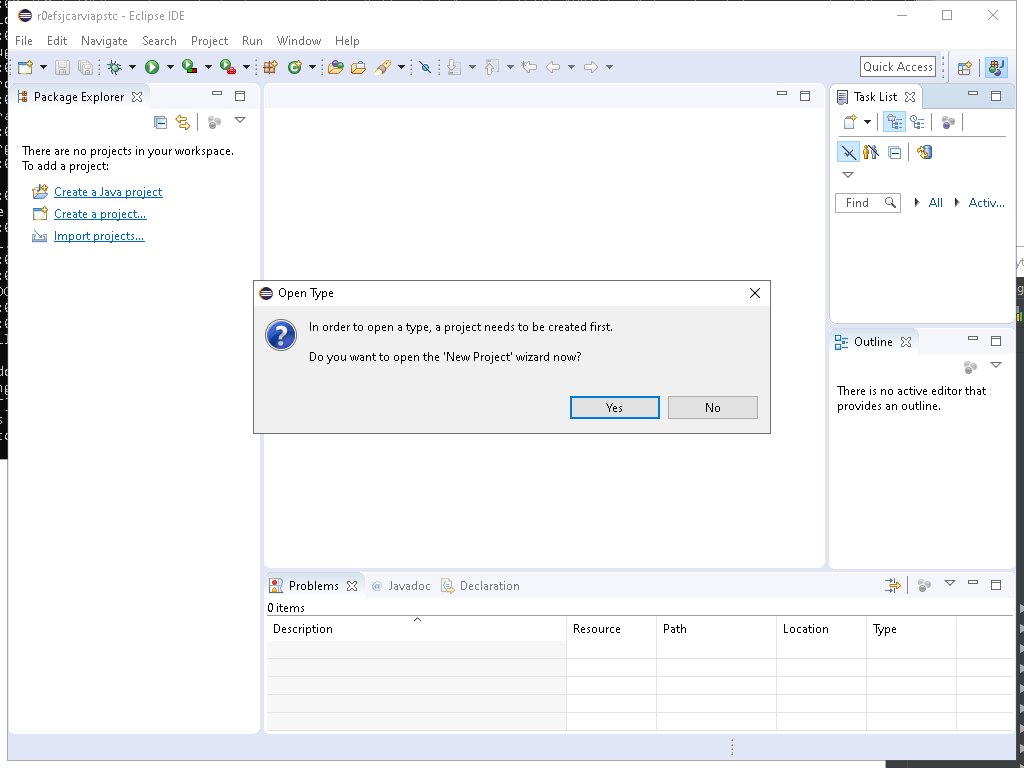 r0efsjcarviapstc - Eclipse IDE
File Edit Navigate Search Project Run Window Help
Quick Access
Package Explorer
There are no projects in your workspace.
To add a project:
Create a Java project
Create a project...
Import projects...
Task List
Find
All
Activ...
Open Type
In order to open a type, a project needs to be created first.
Do you want to open the 'New Project' wizard now?
Yes No
Outline
There is no active editor that
provides an outline.
Problems @ Javadoc Declaration
0 items
Description Resource Path Location Type